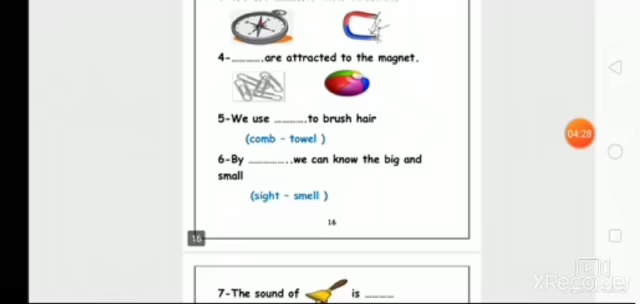 4-………….are attracted to the magnet.
5-We use ………….to brush hair
(comb - towel )
6-By …………….we can know the big and
small
(sight - smell )
16
16
7-The sound of is ………..
04:28
XRecorder